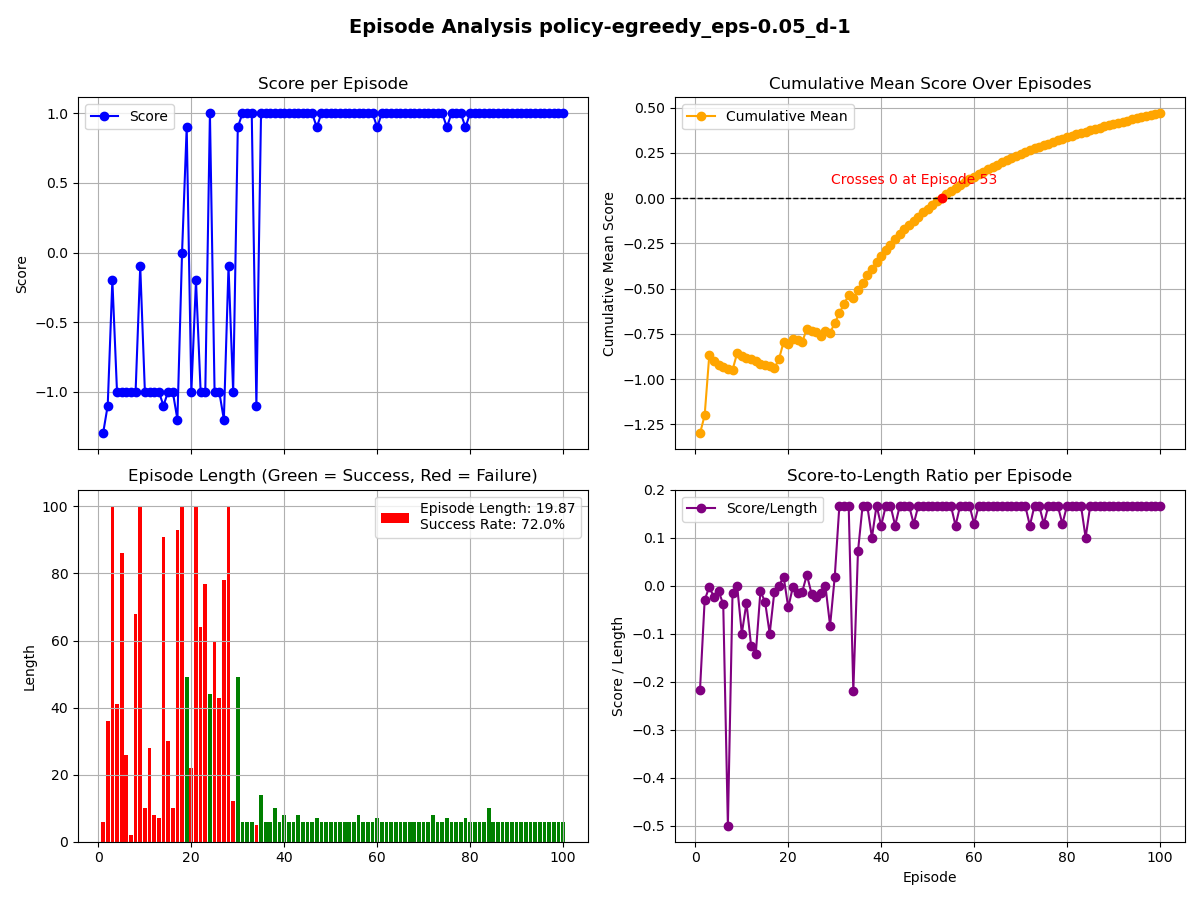 Episode Analysis policy-egreedy_eps-0.05_d-1
Score per Episode
Score
1.0
0.5
0.0
−0.5
−1.0
Score
Cumulative Mean Score Over Episodes
Cumulative Mean
Crosses 0 at Episode 53
0.50
0.25
0.00
−0.25
−0.50
−0.75
−1.00
−1.25
Cumulative Mean Score
Episode Length (Green = Success, Red = Failure)
Episode Length: 19.87
Success Rate: 72.0%
100
80
60
40
20
0
Length
0 20 40 60 80 100
Score-to-Length Ratio per Episode
Score/Length
0.2
0.1
0.0
−0.1
−0.2
−0.3
−0.4
−0.5
Score / Length
0 20 40 60 80 100
Episode